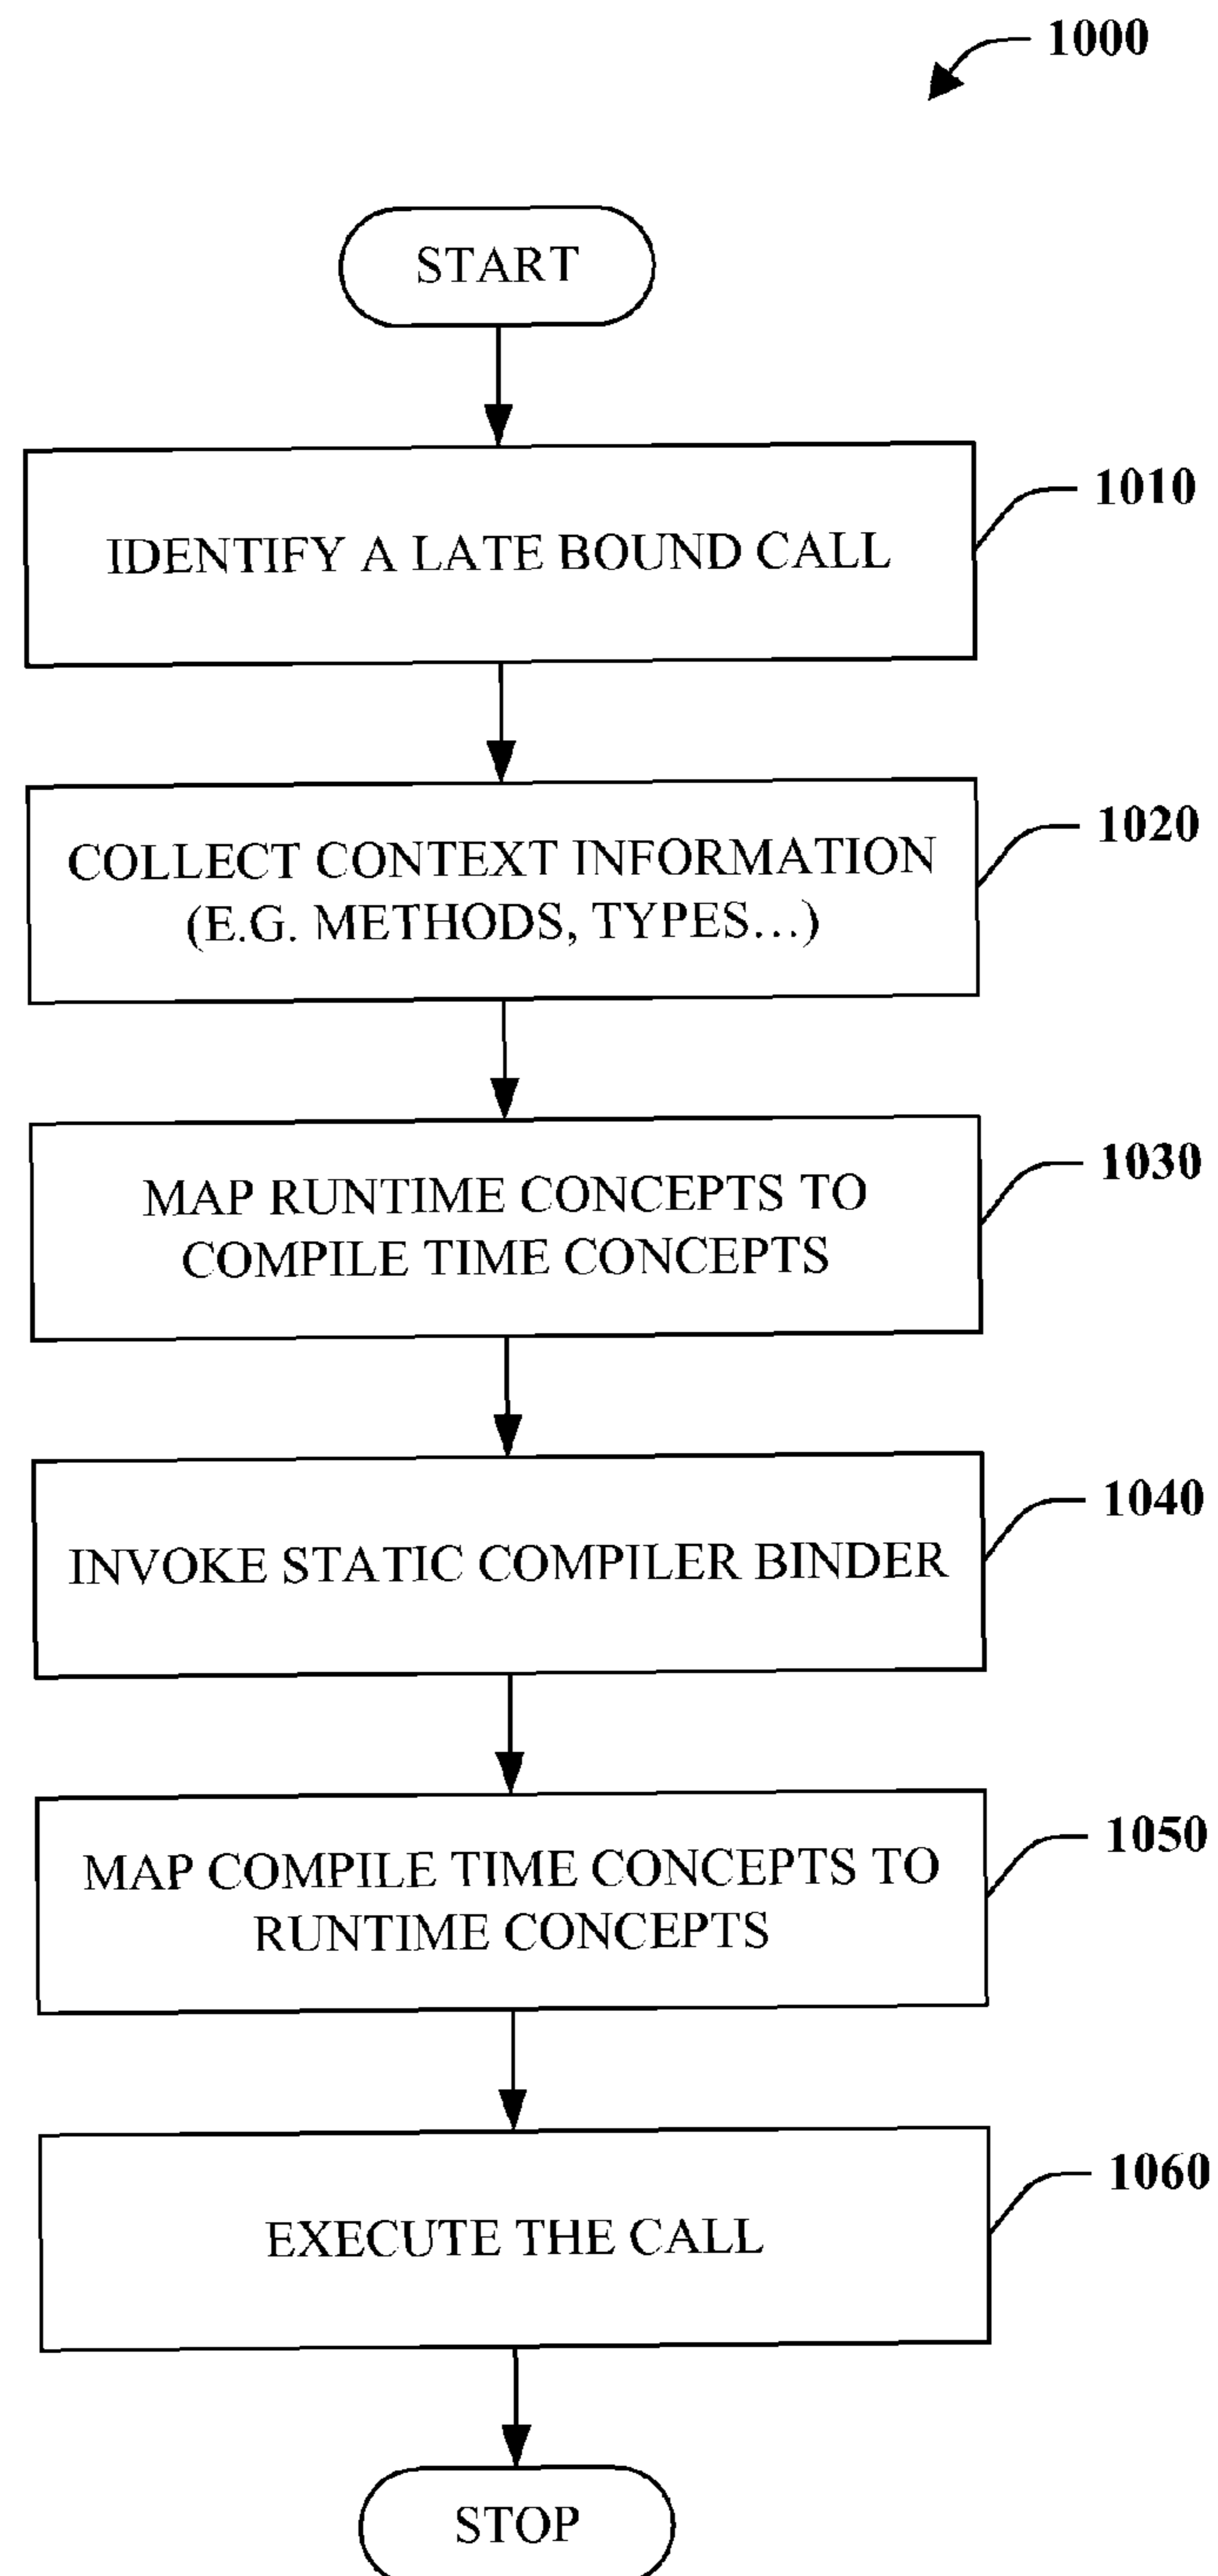 1000
START
IDENTIFY A LATE BOUND CALL
1010
COLLECT CONTEXT INFORMATION
(E.G. METHODS, TYPES...)
1020
MAP RUNTIME CONCEPTS TO
COMPILE TIME CONCEPTS
1030
INVOKE STATIC COMPILER BINDER
1040
MAP COMPILE TIME CONCEPTS TO
RUNTIME CONCEPTS
1050
EXECUTE THE CALL
1060
STOP